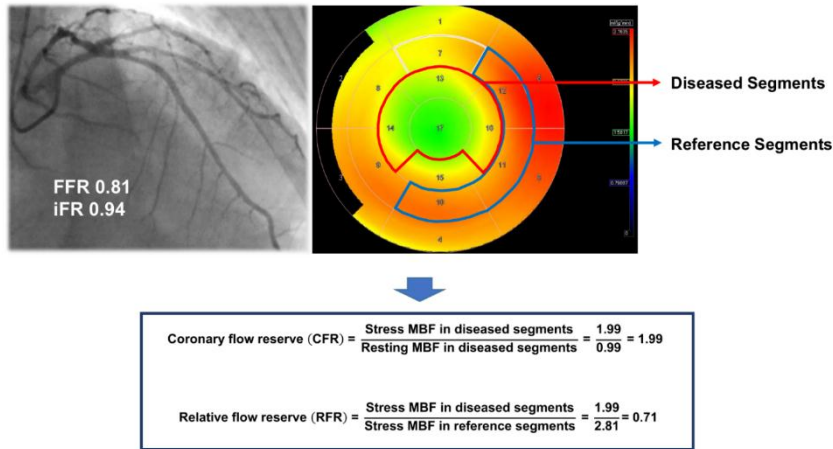 FFR 0.81
iFR 0.94
1
7
13
12
8
2
14
17
9
11
15
10
4
Diseased Segments
Reference Segments
Coronary flow reserve (CFR) = Stress MBF in diseased segments / Resting MBF in diseased segments = 1.99 / 0.99 = 1.99
Relative flow reserve (RFR) = Stress MBF in diseased segments / Stress MBF in reference segments = 1.99 / 2.81 = 0.71